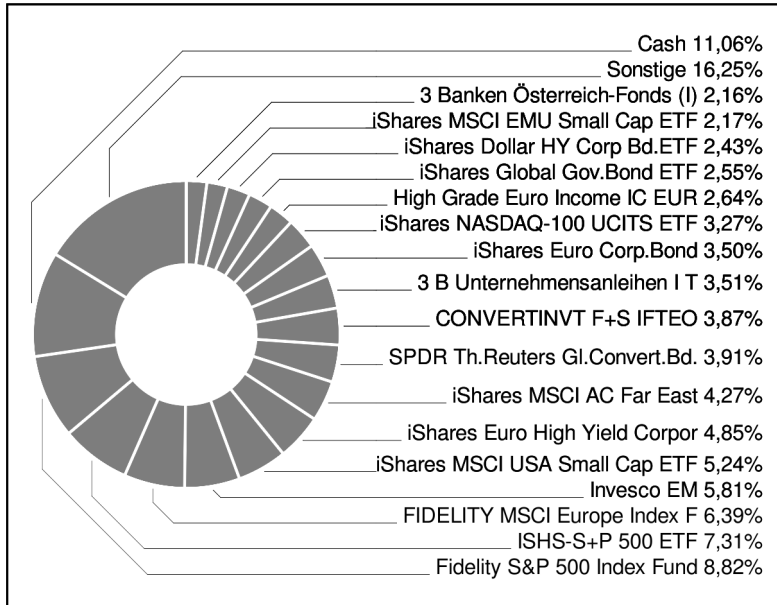 Cash 11,06%
Sonstige 16,25%
3 Banken Österreich-Fonds (I) 2,16%
iShares MSCI EMU Small Cap ETF 2,17%
iShares Dollar HY Corp Bd.ETF 2,43%
iShares Global Gov.Bond ETF 2,55%
High Grade Euro Income IC EUR 2,64%
iShares NASDAQ-100 UCITS ETF 3,27%
iShares Euro Corp.Bond 3,50%
3 B Unternehmensanleihen I T 3,51%
CONVERTINVT F+S IFTEO 3,87%
SPDR Th.Reuters Gl.Convert.Bd. 3,91%
iShares MSCI AC Far East 4,27%
iShares Euro High Yield Corpor 4,85%
iShares MSCI USA Small Cap ETF 5,24%
Invesco EM 5,81%
FIDELITY MSCI Europe Index F 6,39%
ISHS-S+P 500 ETF 7,31%
Fidelity S&P 500 Index Fund 8,82%